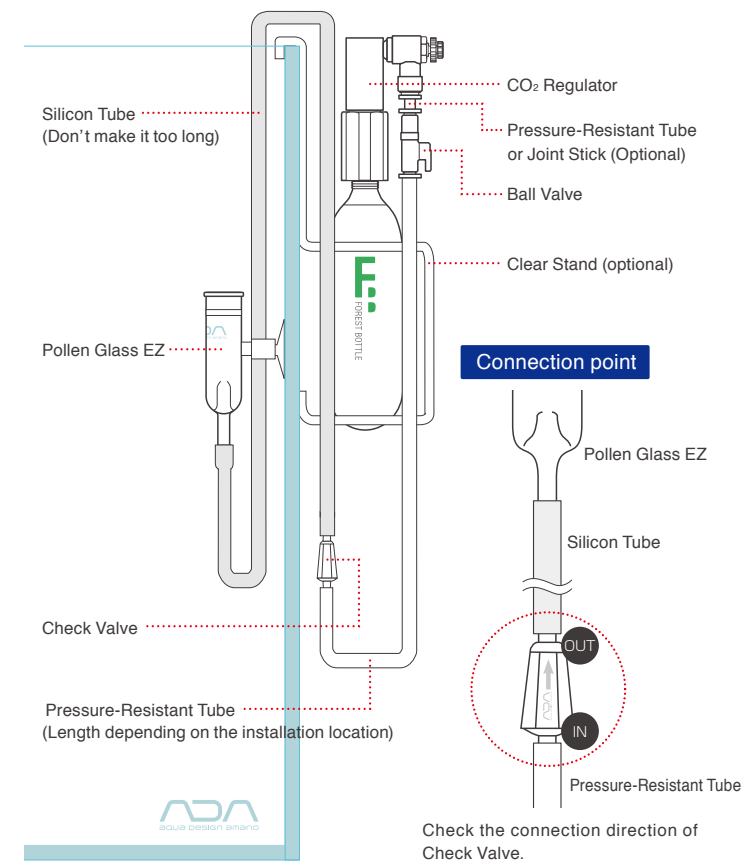 CO₂ Regulator
Silicon Tube
(Don't make it too long)
Pressure-Resistant Tube
or Joint Stick (Optional)
Ball Valve
Clear Stand (optional)
FB
FOREST BOTTLE
ADA
Pollen Glass EZ
Connection point
Pollen Glass EZ
Silicon Tube
Check Valve
OUT
ADA
IN
Pressure-Resistant Tube
(Length depending on the installation location)
Pressure-Resistant Tube
ADA
aqua design amano
Check the connection direction of
Check Valve.